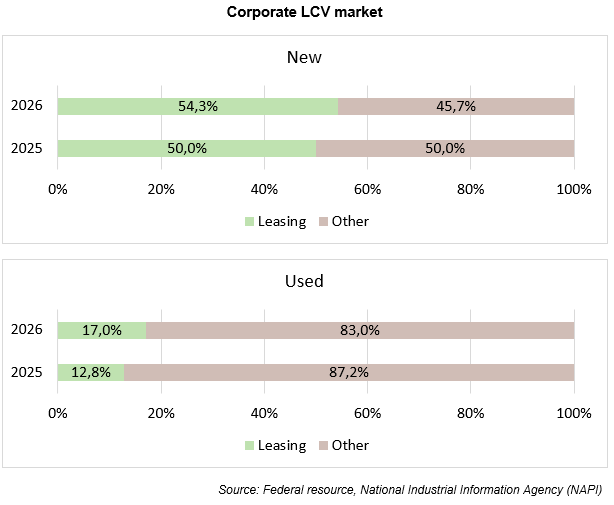 Corporate LCV market
New
2026 54,3% 45,7%
2025 50,0% 50,0%
0% 20% 40% 60% 80% 100%
Leasing Other
Used
2026 17,0% 83,0%
2025 12,8% 87,2%
0% 20% 40% 60% 80% 100%
Leasing Other
Source: Federal resource, National Industrial Information Agency (NAPI)